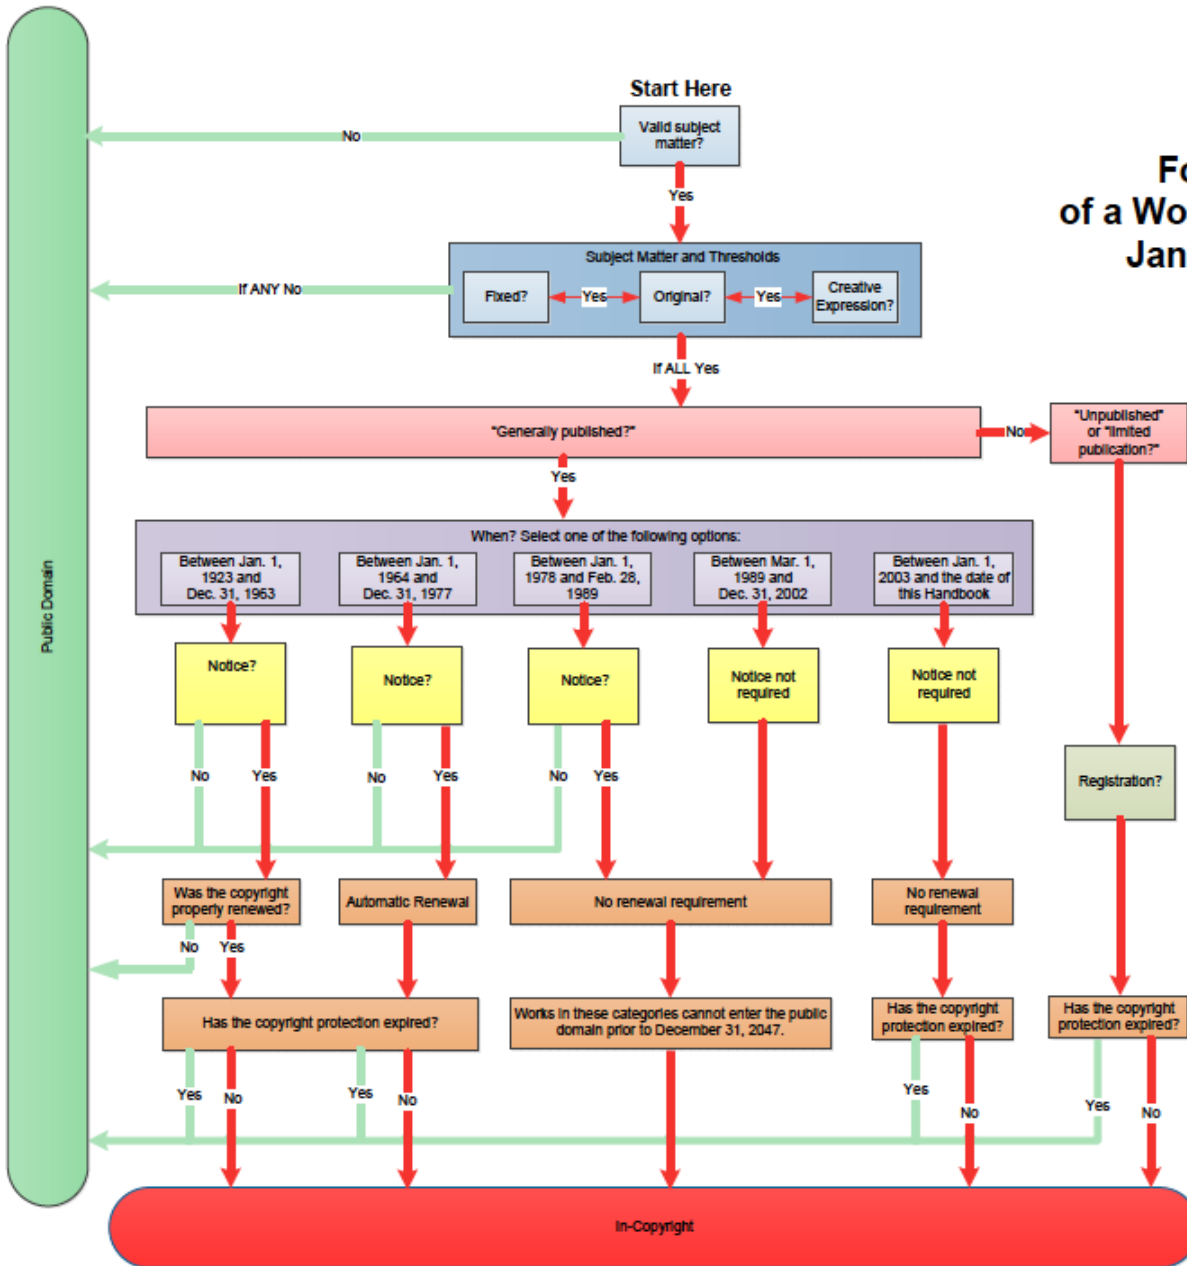 Start Here
Valid subject
matter?
No
Yes
Fo
of a Wo
Jan
Subject Matter and Thresholds
Fixed?
Yes
Original?
Yes
Creative
Expression?
If ANY No
If ALL Yes
"Generally published?"
No
"Unpublished"
or "limited
publication?"
Yes
When? Select one of the following options:
Between Jan. 1,
1923 and
Dec. 31, 1963
Between Jan. 1,
1964 and
Dec. 31, 1977
Between Jan. 1,
1978 and Feb. 28,
1989
Between Mar. 1,
1989 and
Dec. 31, 2002
Between Jan. 1,
2003 and the date of
this Handbook
Public Domain
Notice?
Notice?
Notice?
Notice not
required
Notice not
required
No
Yes
No
Yes
No
Yes
Registration?
Was the copyright
properly renewed?
Automatic Renewal
No renewal requirement
No renewal
requirement
No
Yes
Has the copyright protection expired?
Works in these categories cannot enter the public
domain prior to December 31, 2047.
Has the copyright
protection expired?
Has the copyright
protection expired?
Yes
No
Yes
No
Yes
No
Yes
No
In-Copyright